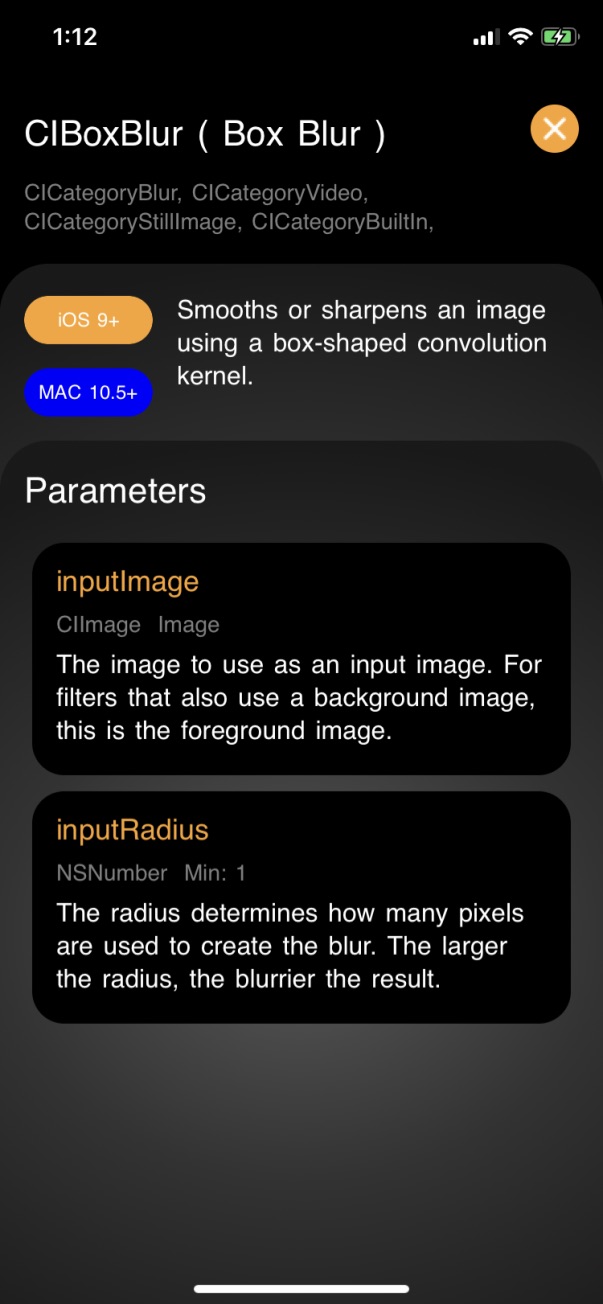 1:12
CIBoxBlur ( Box Blur )
CICategoryBlur, CICategoryVideo,
CICategoryStillImage, CICategoryBuiltIn,
iOS 9+
MAC 10.5+
Smooths or sharpens an image
using a box-shaped convolution
kernel.
Parameters
inputImage
CIImage Image
The image to use as an input image. For
filters that also use a background image,
this is the foreground image.
inputRadius
NSNumber Min: 1
The radius determines how many pixels
are used to create the blur. The larger
the radius, the blurrier the result.